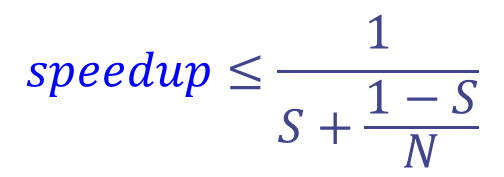 speedup ≤ 1 / (S + (1 − S) / N)